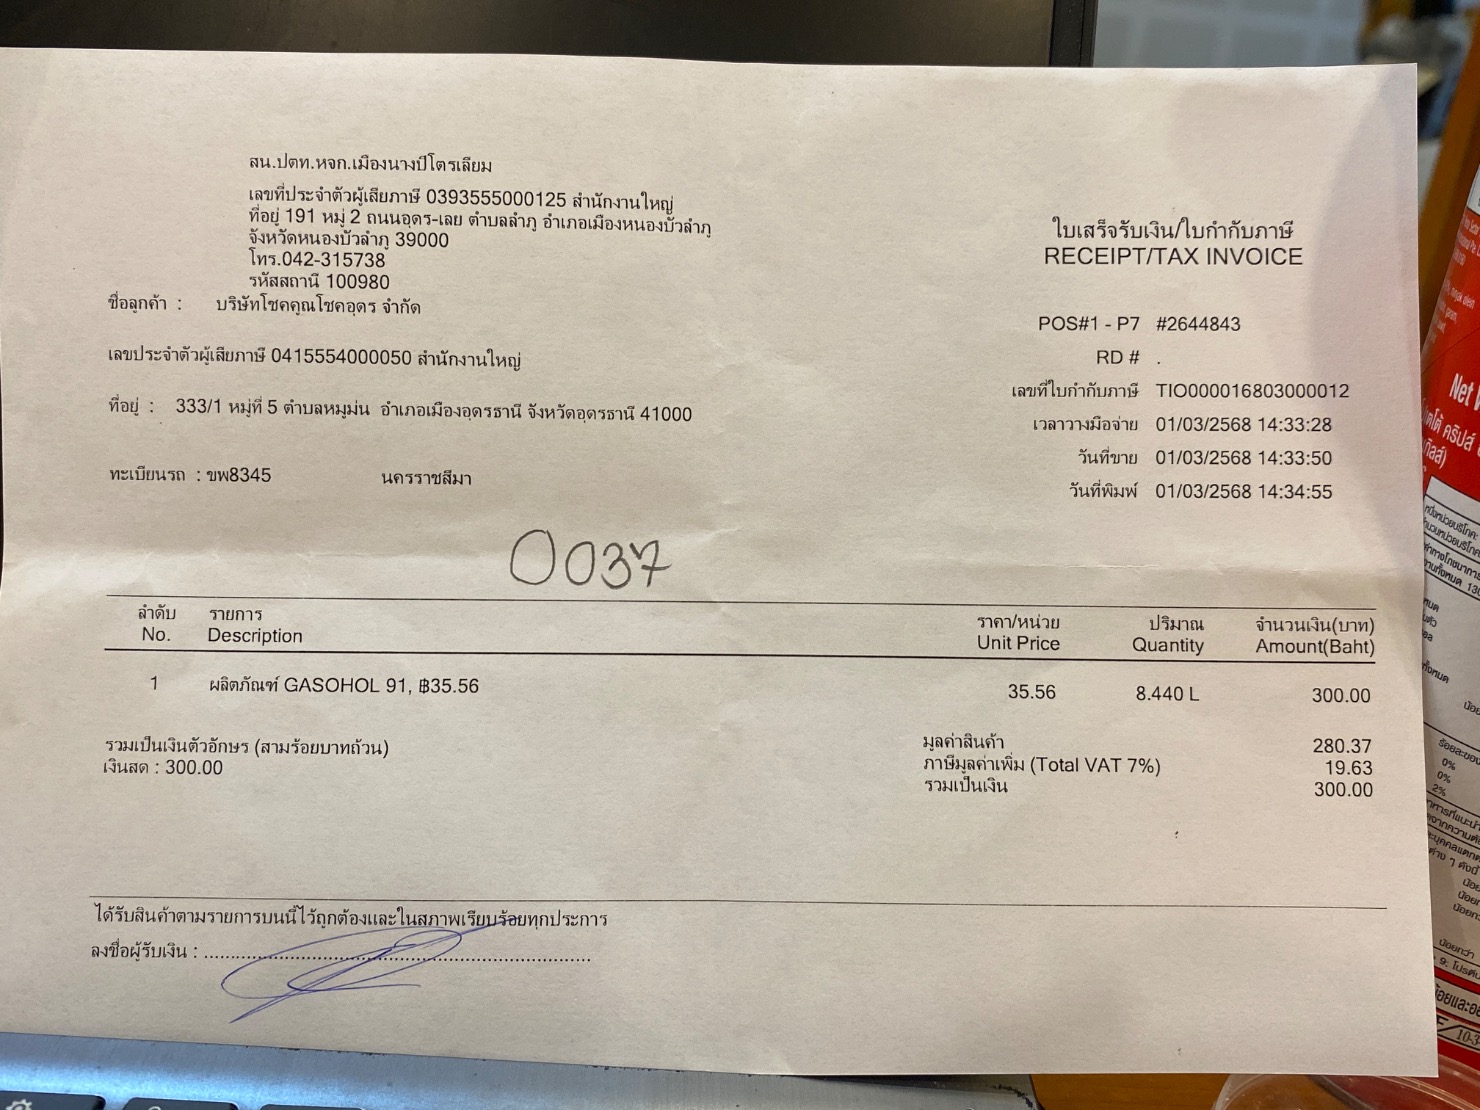 สน.ปตท.หจก.เมืองนางปิโตรเลียม
เลขที่ประจำตัวผู้เสียภาษี 0393555000125 สำนักงานใหญ่
ที่อยู่ 191 หมู่ 2 ถนนอุดร-เลย ตำบลลำภู อำเภอเมืองหนองบัวลำภู
จังหวัดหนองบัวลำภู 39000
โทร.042-315738
รหัสสถานี 100980
ชื่อลูกค้า : บริษัทโชคคูณโชคอุดร จำกัด
เลขประจำตัวผู้เสียภาษี 0415554000050 สำนักงานใหญ่
ที่อยู่ : 333/1 หมู่ที่ 5 ตำบลหมูม่น อำเภอเมืองอุดรธานี จังหวัดอุดรธานี 41000
ทะเบียนรถ : ขพ8345 นครราชสีมา
ใบเสร็จรับเงิน/ใบกำกับภาษี
RECEIPT/TAX INVOICE
POS#1 - P7 #2644843
RD # .
เลขที่ใบกำกับภาษี TIO000016803000012
เวลาวางมือจ่าย 01/03/2568 14:33:28
วันที่ขาย 01/03/2568 14:33:50
วันที่พิมพ์ 01/03/2568 14:34:55
0037
ลำดับ รายการ ราคา/หน่วย ปริมาณ จำนวนเงิน(บาท)
No. Description Unit Price Quantity Amount(Baht)
1 ผลิตภัณฑ์ GASOHOL 91, ฿35.56 35.56 8.440 L 300.00
รวมเป็นเงินตัวอักษร (สามร้อยบาทถ้วน)
เงินสด : 300.00
มูลค่าสินค้า 280.37
ภาษีมูลค่าเพิ่ม (Total VAT 7%) 19.63
รวมเป็นเงิน 300.00
ได้รับสินค้าตามรายการบนนี้ไว้ถูกต้องและในสภาพเรียบร้อยทุกประการ
ลงชื่อผู้รับเงิน : ..............................................................
Net